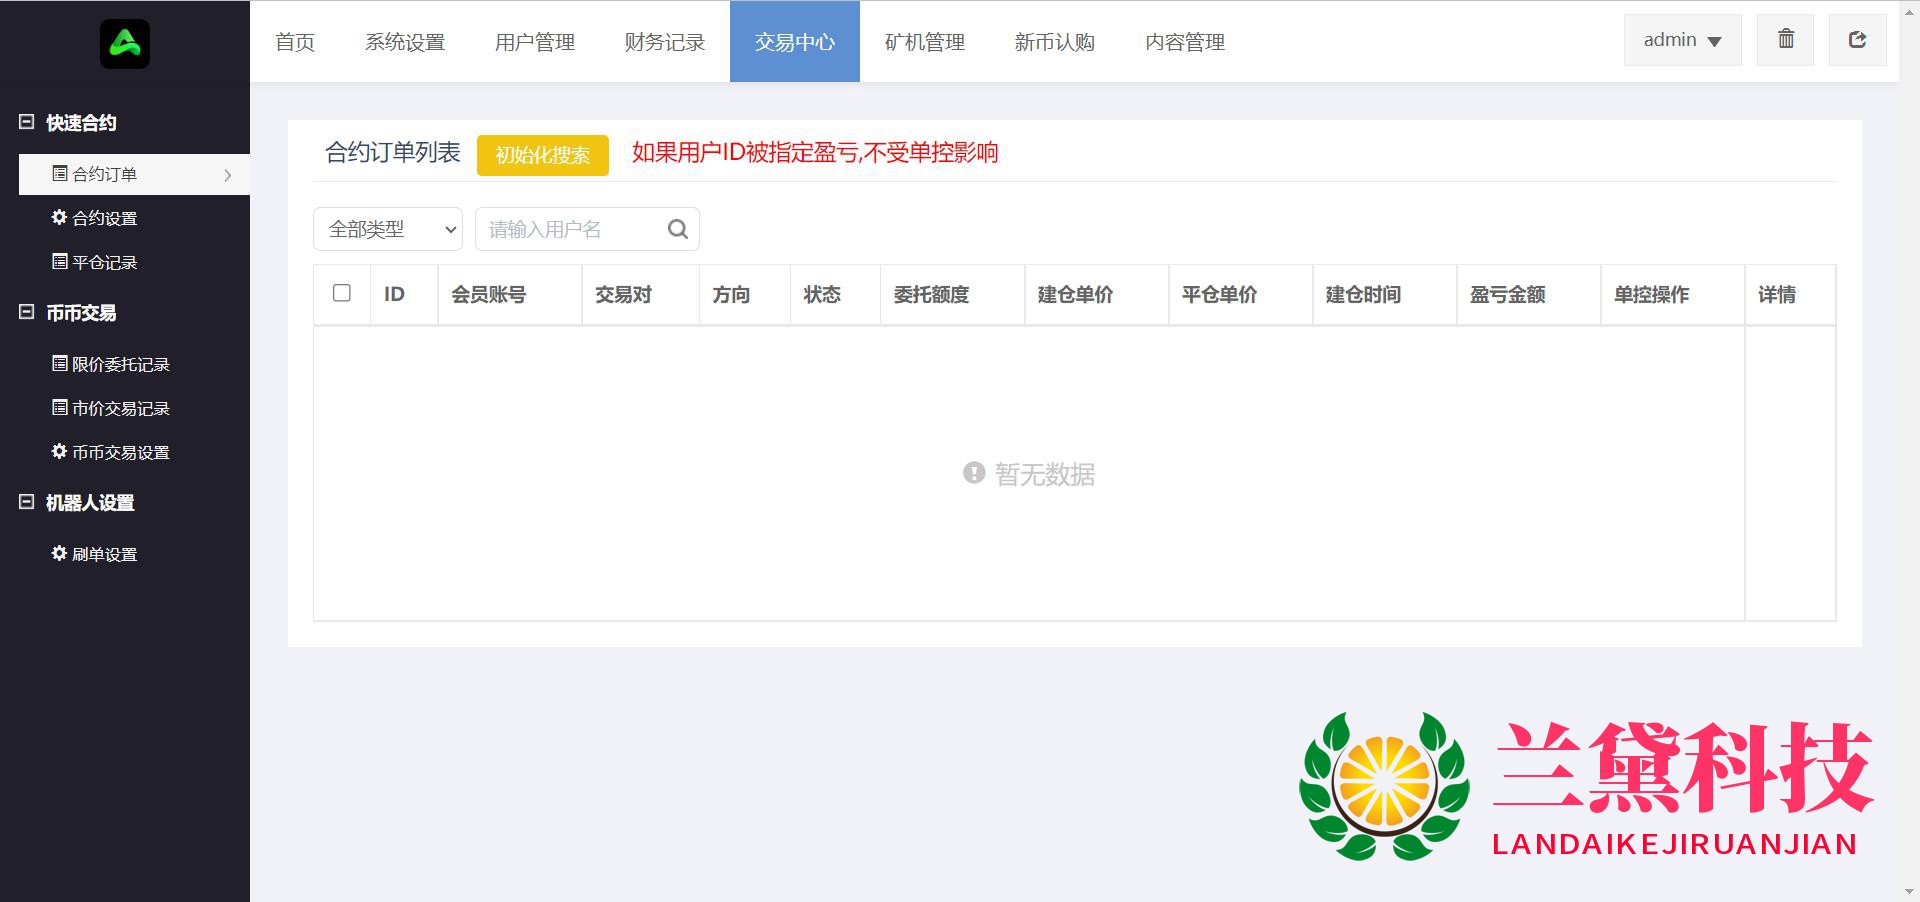 首页 系统设置 用户管理 财务记录 交易中心 矿机管理 新币认购 内容管理 admin
快速合约
合约订单
合约设置
平仓记录
币币交易
限价委托记录
市价交易记录
币币交易设置
机器人设置
刷单设置
合约订单列表 初始化搜索 如果用户ID被指定盈亏,不受单控影响
全部类型 请输入用户名
ID 会员账号 交易对 方向 状态 委托额度 建仓单价 平仓单价 建仓时间 盈亏金额 单控操作 详情
暂无数据
兰黛科技
LANDAIKEJIRUANJIAN